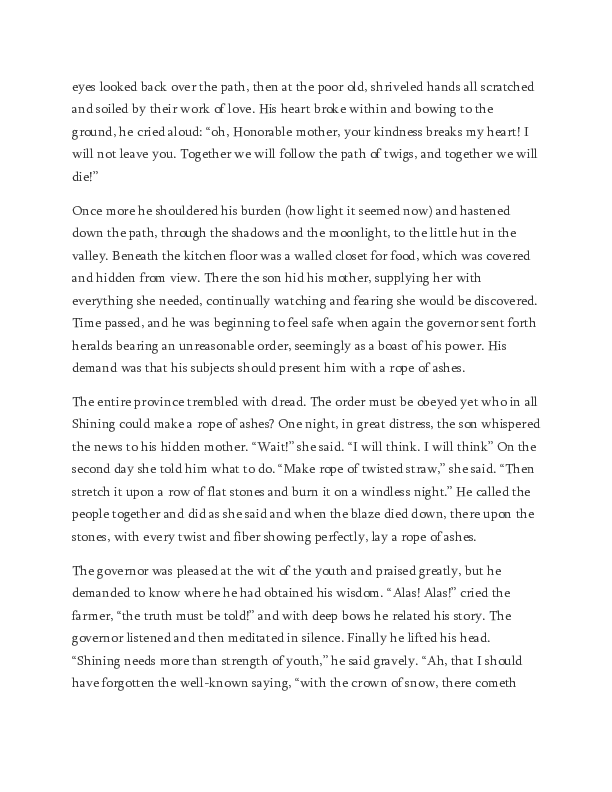 eyes looked back over the path, then at the poor old, shriveled hands all scratched
and soiled by their work of love. His heart broke within and bowing to the
ground, he cried aloud: “oh, Honorable mother, your kindness breaks my heart! I
will not leave you. Together we will follow the path of twigs, and together we will
die!”
Once more he shouldered his burden (how light it seemed now) and hastened
down the path, through the shadows and the moonlight, to the little hut in the
valley. Beneath the kitchen floor was a walled closet for food, which was covered
and hidden from view. There the son hid his mother, supplying her with
everything she needed, continually watching and fearing she would be discovered.
Time passed, and he was beginning to feel safe when again the governor sent forth
heralds bearing an unreasonable order, seemingly as a boast of his power. His
demand was that his subjects should present him with a rope of ashes.
The entire province trembled with dread. The order must be obeyed yet who in all
Shining could make a rope of ashes? One night, in great distress, the son whispered
the news to his hidden mother. “Wait!” she said. “I will think. I will think” On the
second day she told him what to do. “Make rope of twisted straw,” she said. “Then
stretch it upon a row of flat stones and burn it on a windless night.” He called the
people together and did as she said and when the blaze died down, there upon the
stones, with every twist and fiber showing perfectly, lay a rope of ashes.
The governor was pleased at the wit of the youth and praised greatly, but he
demanded to know where he had obtained his wisdom. “Alas! Alas!” cried the
farmer, “the truth must be told!” and with deep bows he related his story. The
governor listened and then meditated in silence. Finally he lifted his head.
“Shining needs more than strength of youth,” he said gravely. “Ah, that I should
have forgotten the well-known saying, “with the crown of snow, there cometh